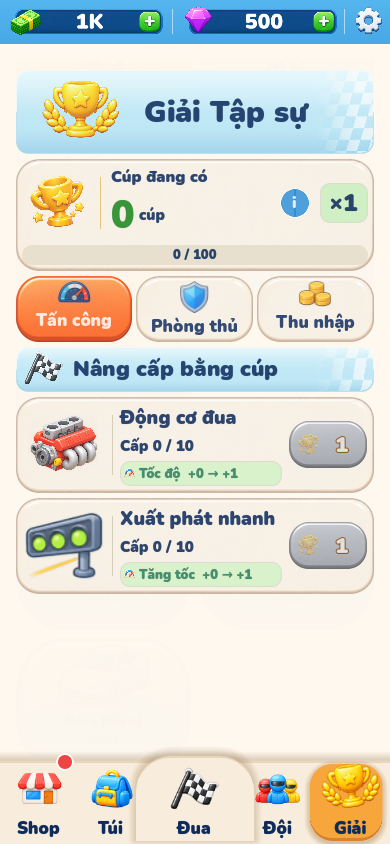 1K
500
Giải Tập sự
Cúp đang có
0 cúp
i
×1
0 / 100
Tấn công
Phòng thủ
Thu nhập
Nâng cấp bằng cúp
Động cơ đua
Cấp 0 / 10
Tốc độ +0 → +1
1
Xuất phát nhanh
Cấp 0 / 10
Tăng tốc +0 → +1
1
Shop
Túi
Đua
Đội
Giải